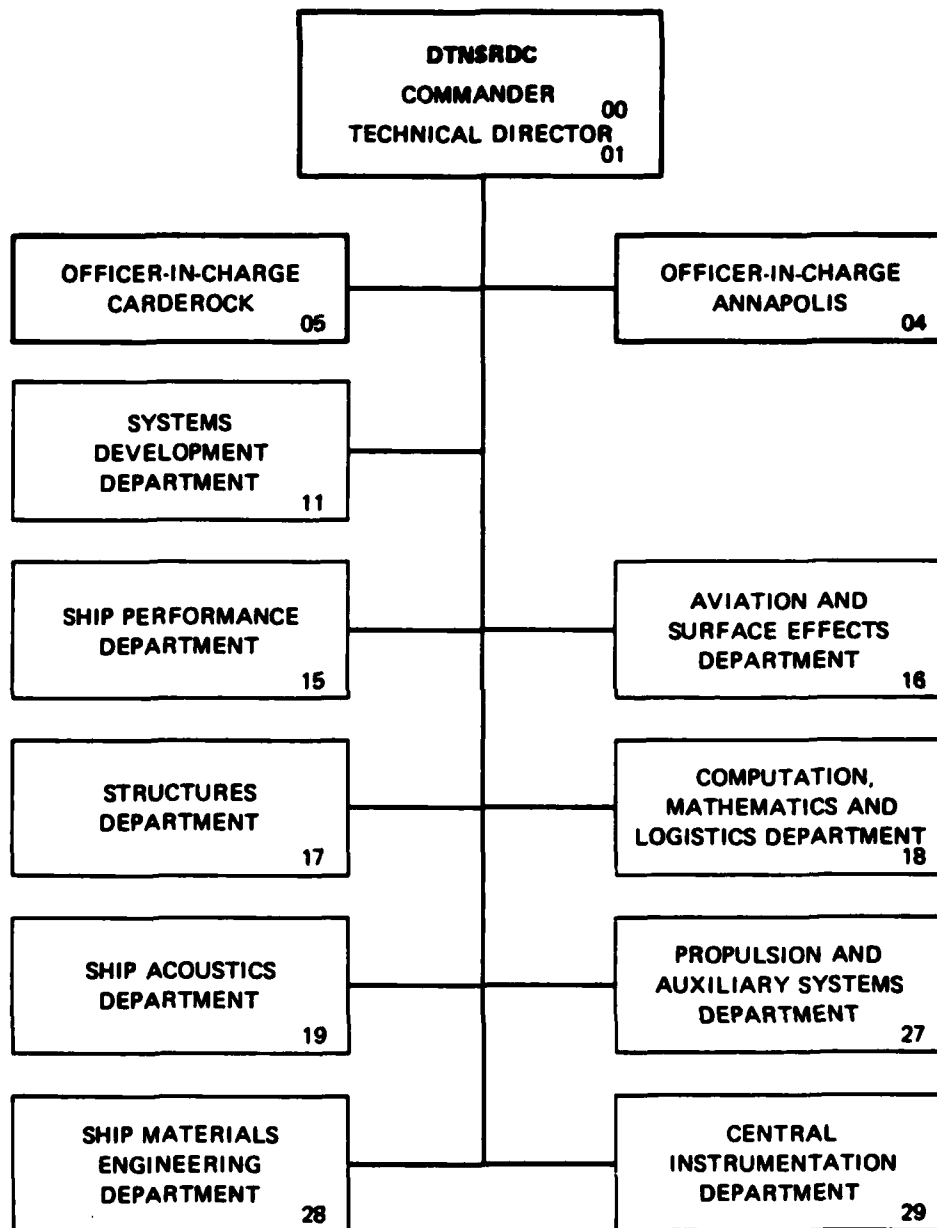 DTNSRDC
COMMANDER
00
TECHNICAL DIRECTOR
01
OFFICER-IN-CHARGE
CARDEROCK
05
OFFICER-IN-CHARGE
ANNAPOLIS
04
SYSTEMS
DEVELOPMENT
DEPARTMENT
11
SHIP PERFORMANCE
DEPARTMENT
15
AVIATION AND
SURFACE EFFECTS
DEPARTMENT
16
STRUCTURES
DEPARTMENT
17
COMPUTATION,
MATHEMATICS AND
LOGISTICS DEPARTMENT
18
SHIP ACOUSTICS
DEPARTMENT
19
PROPULSION AND
AUXILIARY SYSTEMS
DEPARTMENT
27
SHIP MATERIALS
ENGINEERING
DEPARTMENT
28
CENTRAL
INSTRUMENTATION
DEPARTMENT
29